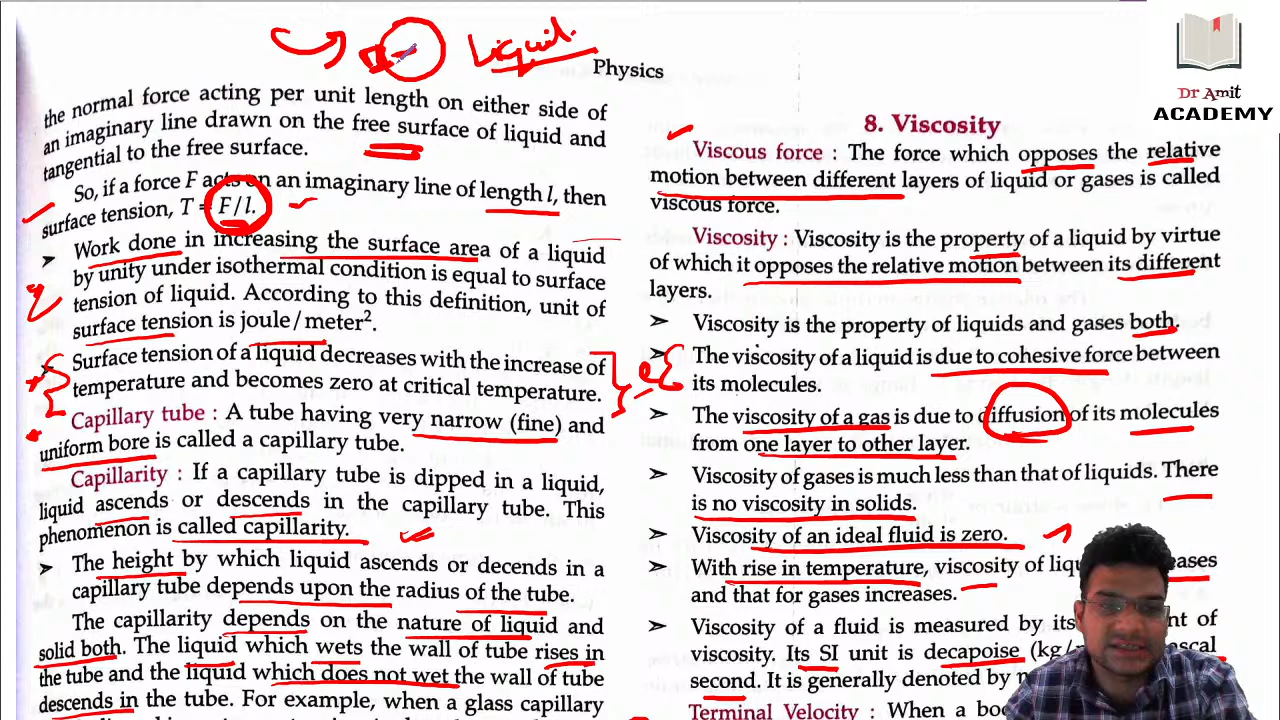 Liquid.
Physics
the normal force acting per unit length on either side of
an imaginary line drawn on the free surface of liquid and
tangential to the free surface.
So, if a force F acts on an imaginary line of length l, then
surface tension, T = F/l.
➤ Work done in increasing the surface area of a liquid
by unity under isothermal condition is equal to surface
tension of liquid. According to this definition, unit of
surface tension is joule/meter².
Surface tension of a liquid decreases with the increase of
temperature and becomes zero at critical temperature.
Capillary tube : A tube having very narrow (fine) and
uniform bore is called a capillary tube.
Capillarity : If a capillary tube is dipped in a liquid,
liquid ascends or descends in the capillary tube. This
phenomenon is called capillarity.
➤ The height by which liquid ascends or decends in a
capillary tube depends upon the radius of the tube.
The capillarity depends on the nature of liquid and
solid both. The liquid which wets the wall of tube rises in
the tube and the liquid which does not wet the wall of tube
descends in the tube. For example, when a glass capillary
8. Viscosity
Viscous force : The force which opposes the relative
motion between different layers of liquid or gases is called
viscous force.
Viscosity : Viscosity is the property of a liquid by virtue
of which it opposes the relative motion between its different
layers.
➤ Viscosity is the property of liquids and gases both.
➤ The viscosity of a liquid is due to cohesive force between
its molecules.
➤ The viscosity of a gas is due to diffusion of its molecules
from one layer to other layer.
➤ Viscosity of gases is much less than that of liquids. There
is no viscosity in solids.
➤ Viscosity of an ideal fluid is zero.
➤ With rise in temperature, viscosity of
and that for gases increases.
➤ Viscosity of a fluid is measured by its of
viscosity. Its SI unit is decapoise
second. It is generally denoted by
Terminal Velocity : When a
Dr Amit
ACADEMY